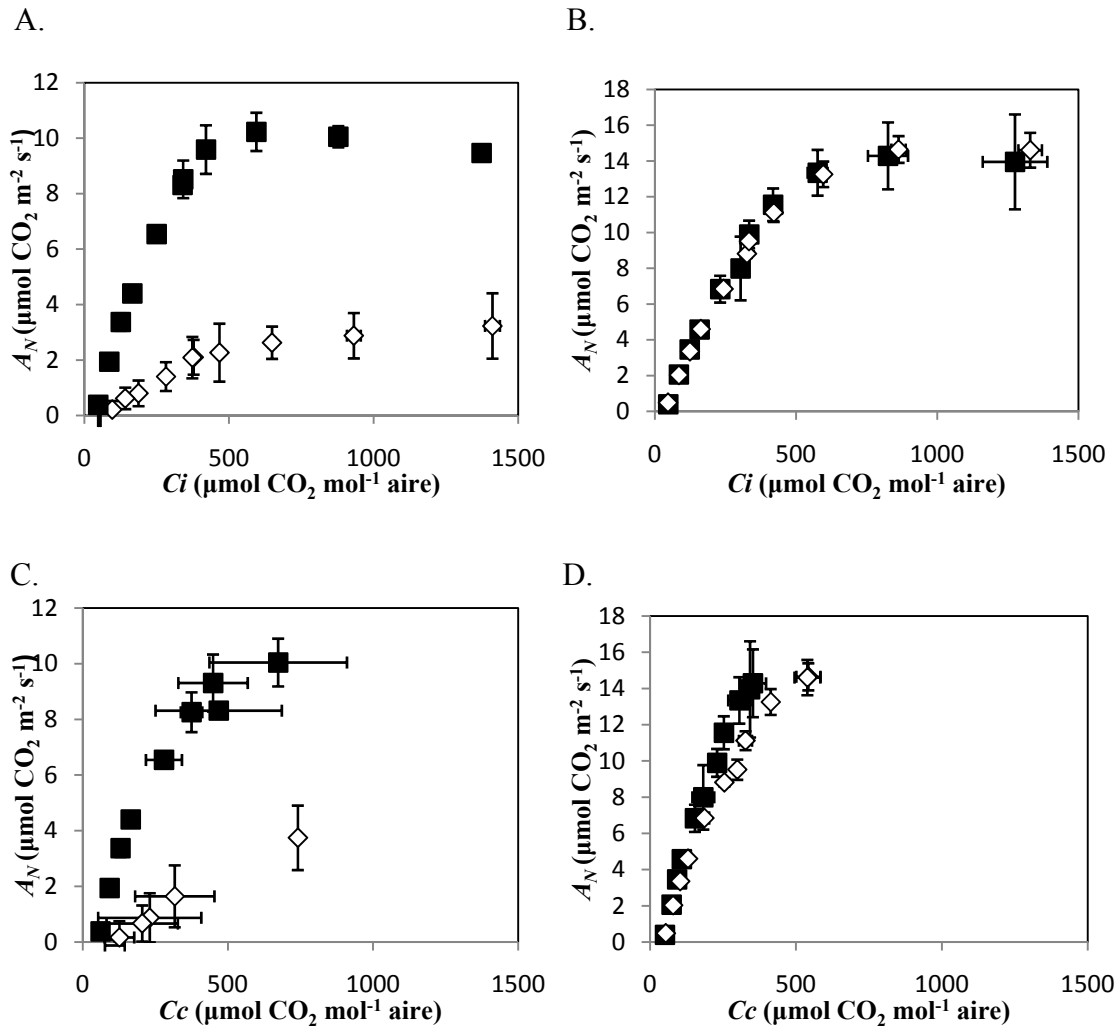 A.
12
10
8
6
4
2
0
0 500 1000 1500
A_N (µmol CO₂ m⁻² s⁻¹)
Ci (µmol CO₂ mol⁻¹ aire)
B.
18
16
14
12
10
8
6
4
2
0
0 500 1000 1500
A_N (µmol CO₂ m⁻² s⁻¹)
Ci (µmol CO₂ mol⁻¹ aire)
C.
12
10
8
6
4
2
0
0 500 1000 1500
A_N (µmol CO₂ m⁻² s⁻¹)
Cc (µmol CO₂ mol⁻¹ aire)
D.
18
16
14
12
10
8
6
4
2
0
0 500 1000 1500
A_N (µmol CO₂ m⁻² s⁻¹)
Cc (µmol CO₂ mol⁻¹ aire)